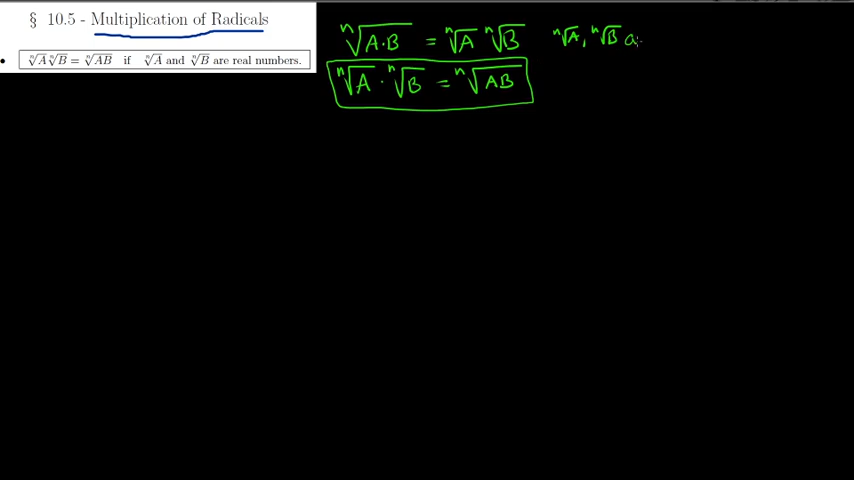 § 10.5 - Multiplication of Radicals
• ⁿ√A ⁿ√B = ⁿ√AB if ⁿ√A and ⁿ√B are real numbers.
ⁿ√A·B = ⁿ√A ⁿ√B ⁿ√A, ⁿ√B a
ⁿ√A · ⁿ√B = ⁿ√AB